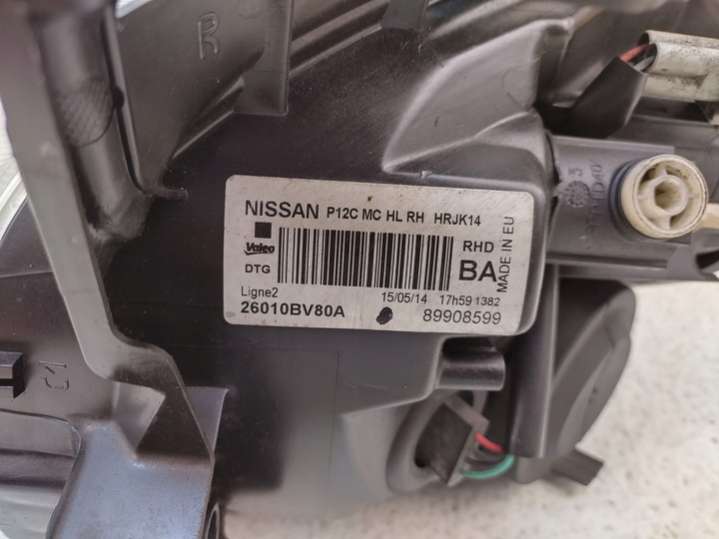 R
NISSAN P12C MC HL RH HRJK14
Valeo
RHD
DTG
BA
MADE IN EU
Ligne2
15/05/14 17h59 1382
26010BV80A
89908599
C1